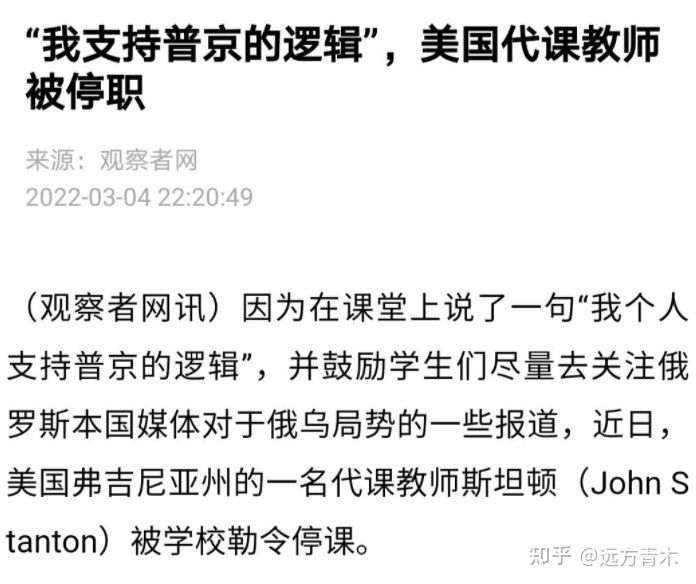 “我支持普京的逻辑”，美国代课教师
被停职
来源：观察者网
2022-03-04 22:20:49
（观察者网讯）因为在课堂上说了一句“我个人
支持普京的逻辑”，并鼓励学生们尽量去关注俄
罗斯本国媒体对于俄乌局势的一些报道，近日，
美国弗吉尼亚州的一名代课教师斯坦顿（John S
tanton）被学校勒令停课。
知乎 @远方青木